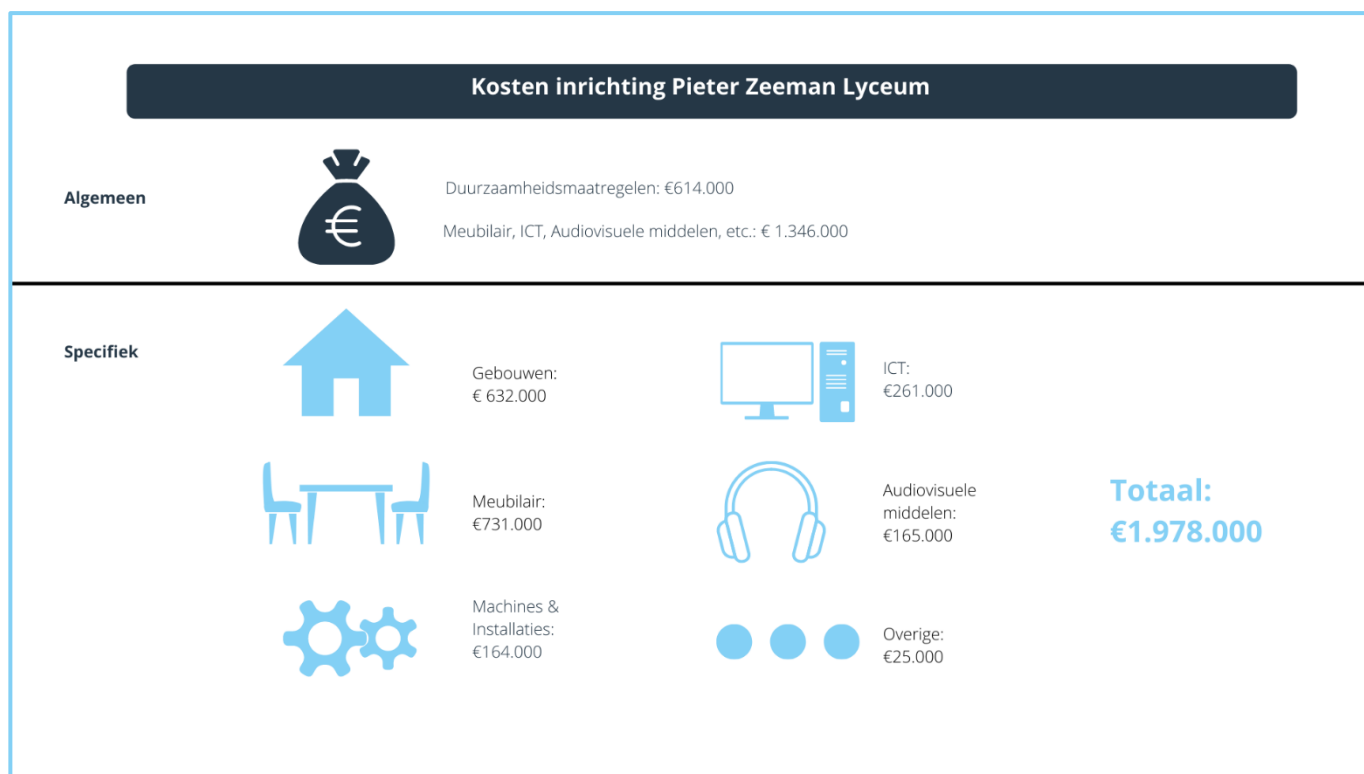 Kosten inrichting Pieter Zeeman Lyceum
Algemeen
€
Duurzaamheidsmaatregelen: €614.000
Meubilair, ICT, Audiovisuele middelen, etc.: € 1.346.000
Specifiek
Gebouwen:
€ 632.000
ICT:
€261.000
Meubilair:
€731.000
Audiovisuele
middelen:
€165.000
Totaal:
€1.978.000
Machines &
Installaties:
€164.000
Overige:
€25.000